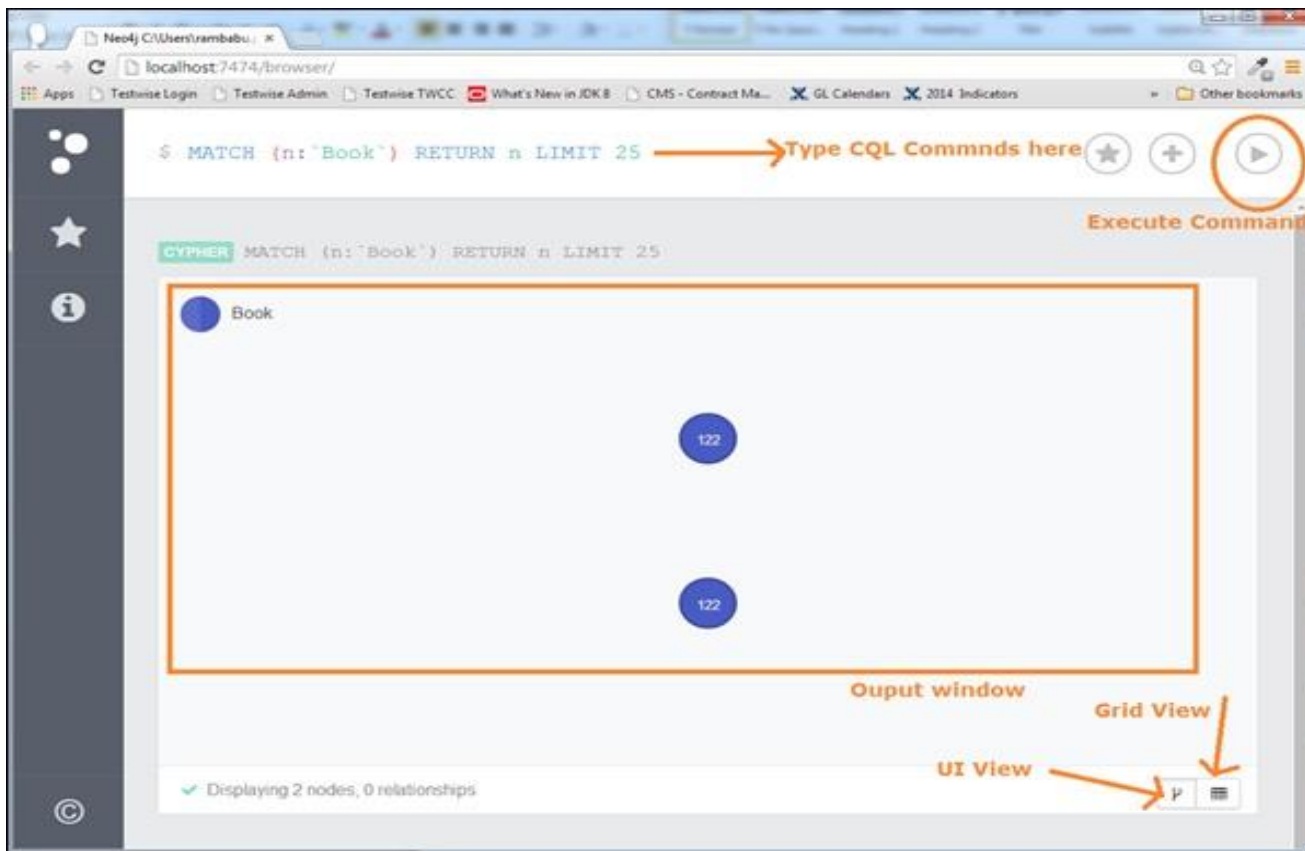 Neo4j C:\Users\rambabu.
localhost:7474/browser/
Apps Testwise Login Testwise Admin Testwise TWCC What's New in JDK 8 CMS - Contract Ma... GL Calendars 2014 Indicators » Other bookmarks
$ MATCH (n:`Book`) RETURN n LIMIT 25
Type CQL Commnds here
Execute Command
CYPHER MATCH (n:`Book`) RETURN n LIMIT 25
Book
122
122
Ouput window
Grid View
UI View
Displaying 2 nodes, 0 relationships
©